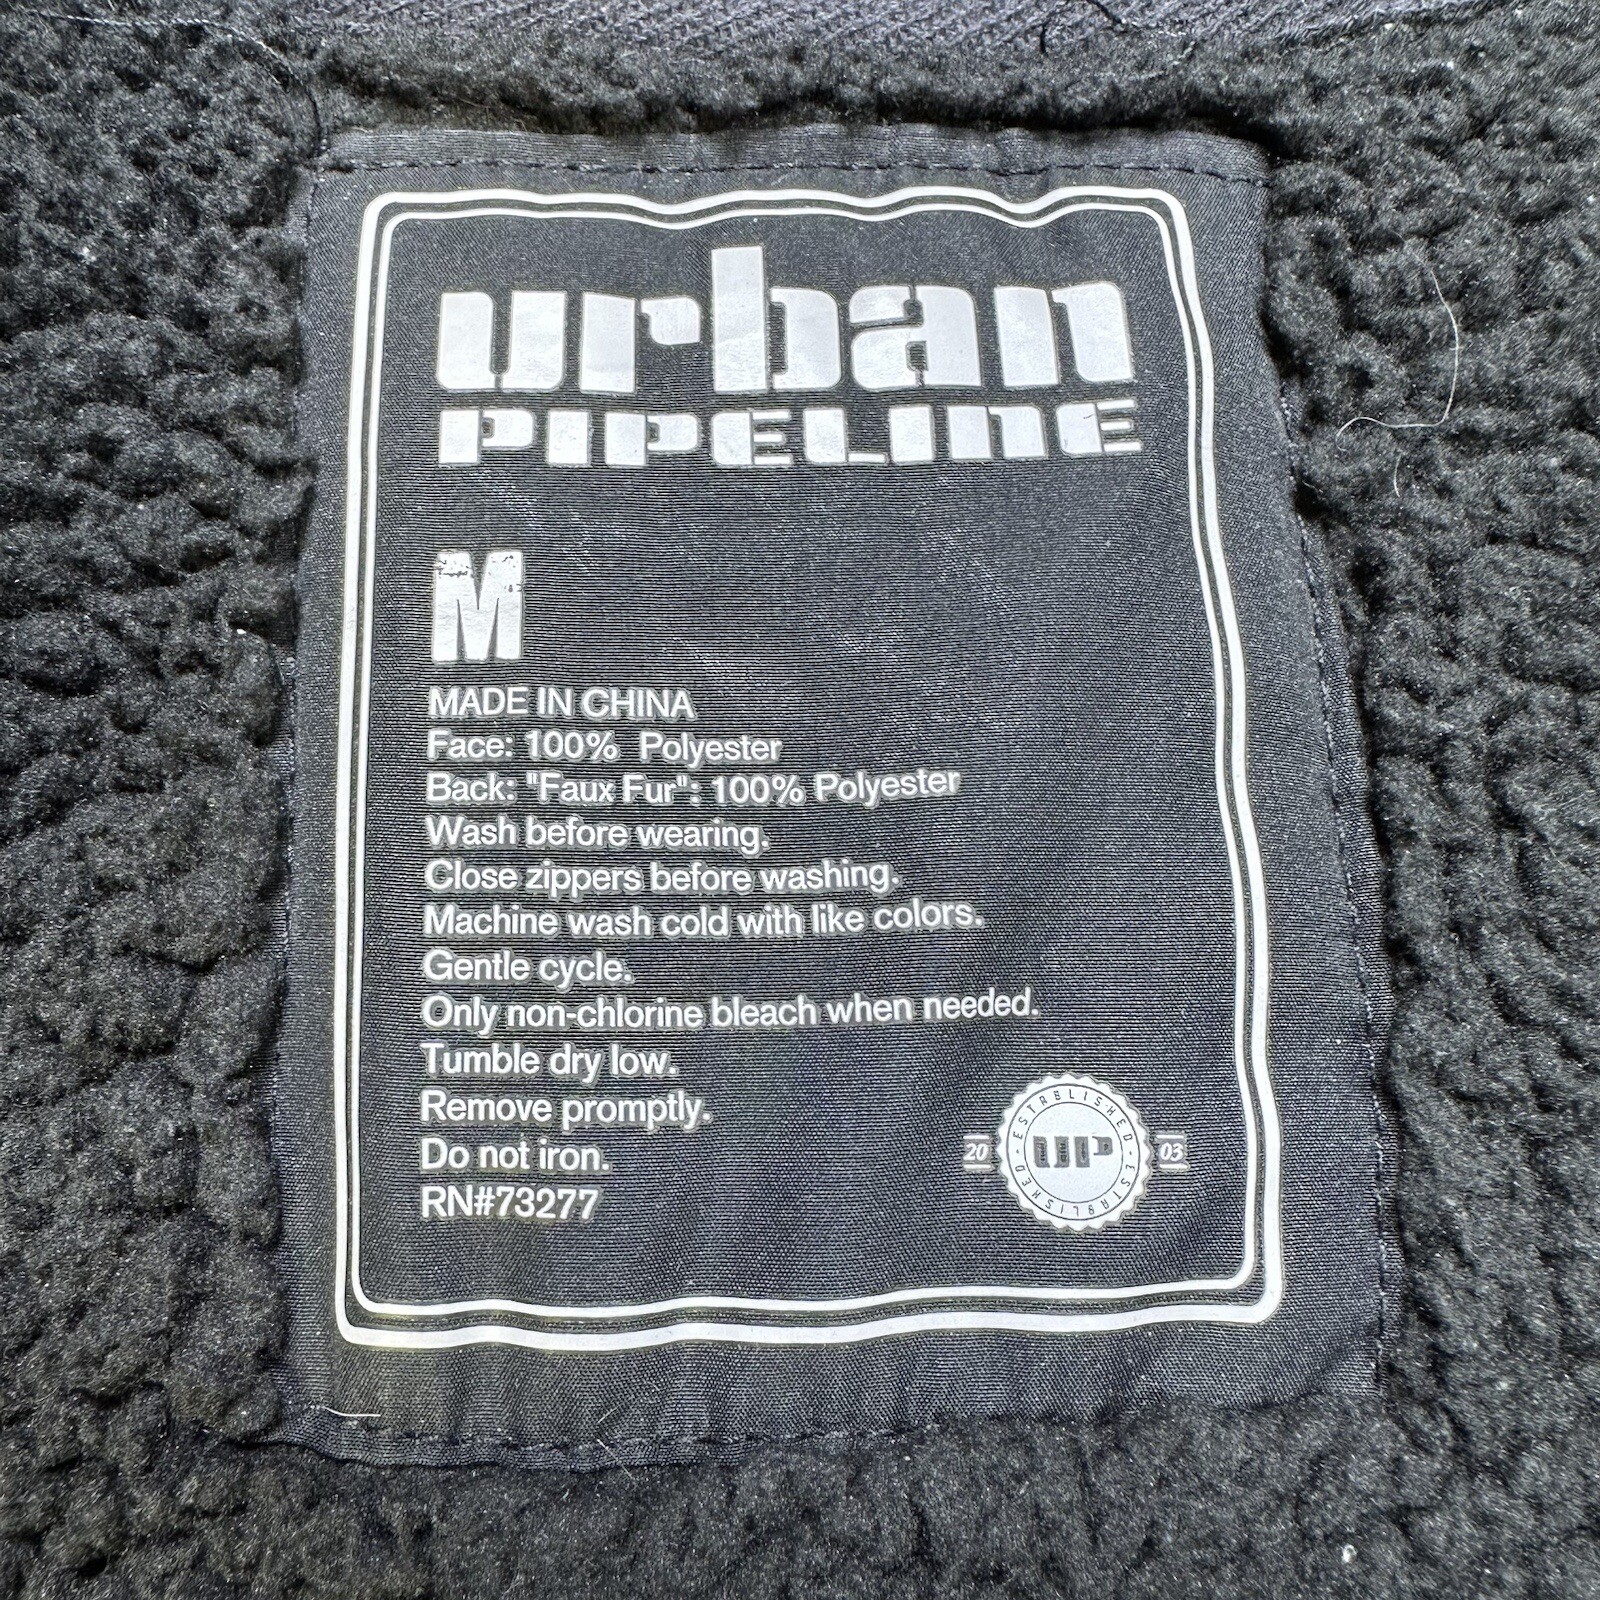 urban
PIPELINE
M
MADE IN CHINA
Face: 100% Polyester
Back: "Faux Fur": 100% Polyester
Wash before wearing.
Close zippers before washing.
Machine wash cold with like colors.
Gentle cycle.
Only non-chlorine bleach when needed.
Tumble dry low.
Remove promptly.
Do not iron.
RN#73277
ESTABLISHED · ESTABLISHED ·
20 UP 03